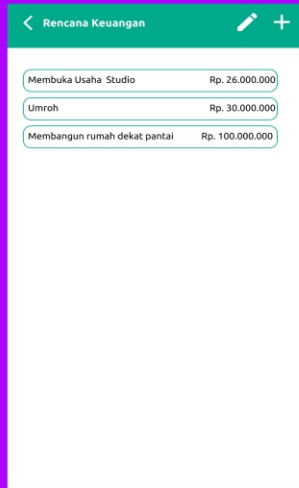 Rencana Keuangan
Membuka Usaha Studio Rp. 26.000.000
Umroh Rp. 30.000.000
Membangun rumah dekat pantai Rp. 100.000.000